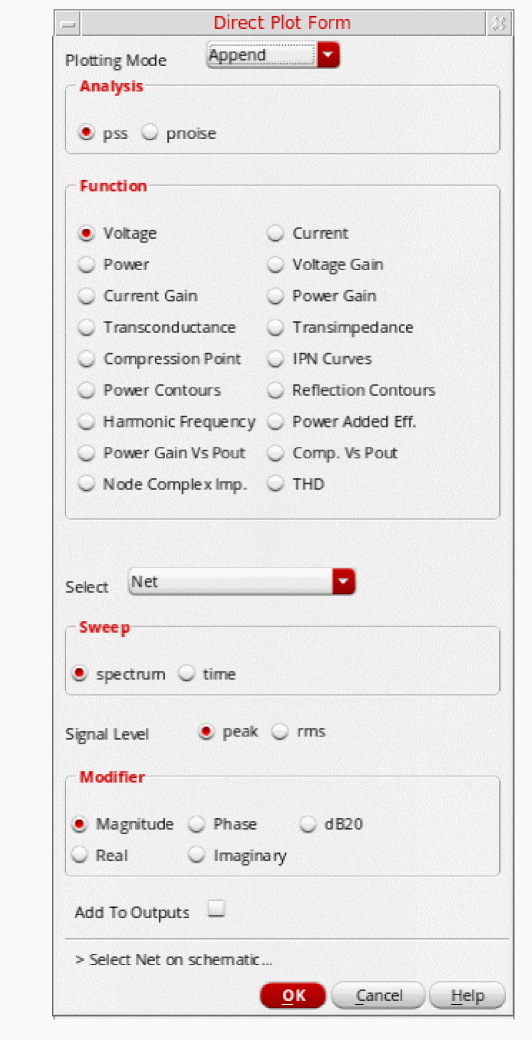 Direct Plot Form
Plotting Mode Append
Analysis
pss pnoise
Function
Voltage Current
Power Voltage Gain
Current Gain Power Gain
Transconductance Transimpedance
Compression Point IPN Curves
Power Contours Reflection Contours
Harmonic Frequency Power Added Eff.
Power Gain Vs Pout Comp. Vs Pout
Node Complex Imp. THD
Select Net
Sweep
spectrum time
Signal Level peak rms
Modifier
Magnitude Phase dB20
Real Imaginary
Add To Outputs
> Select Net on schematic...
OK Cancel Help